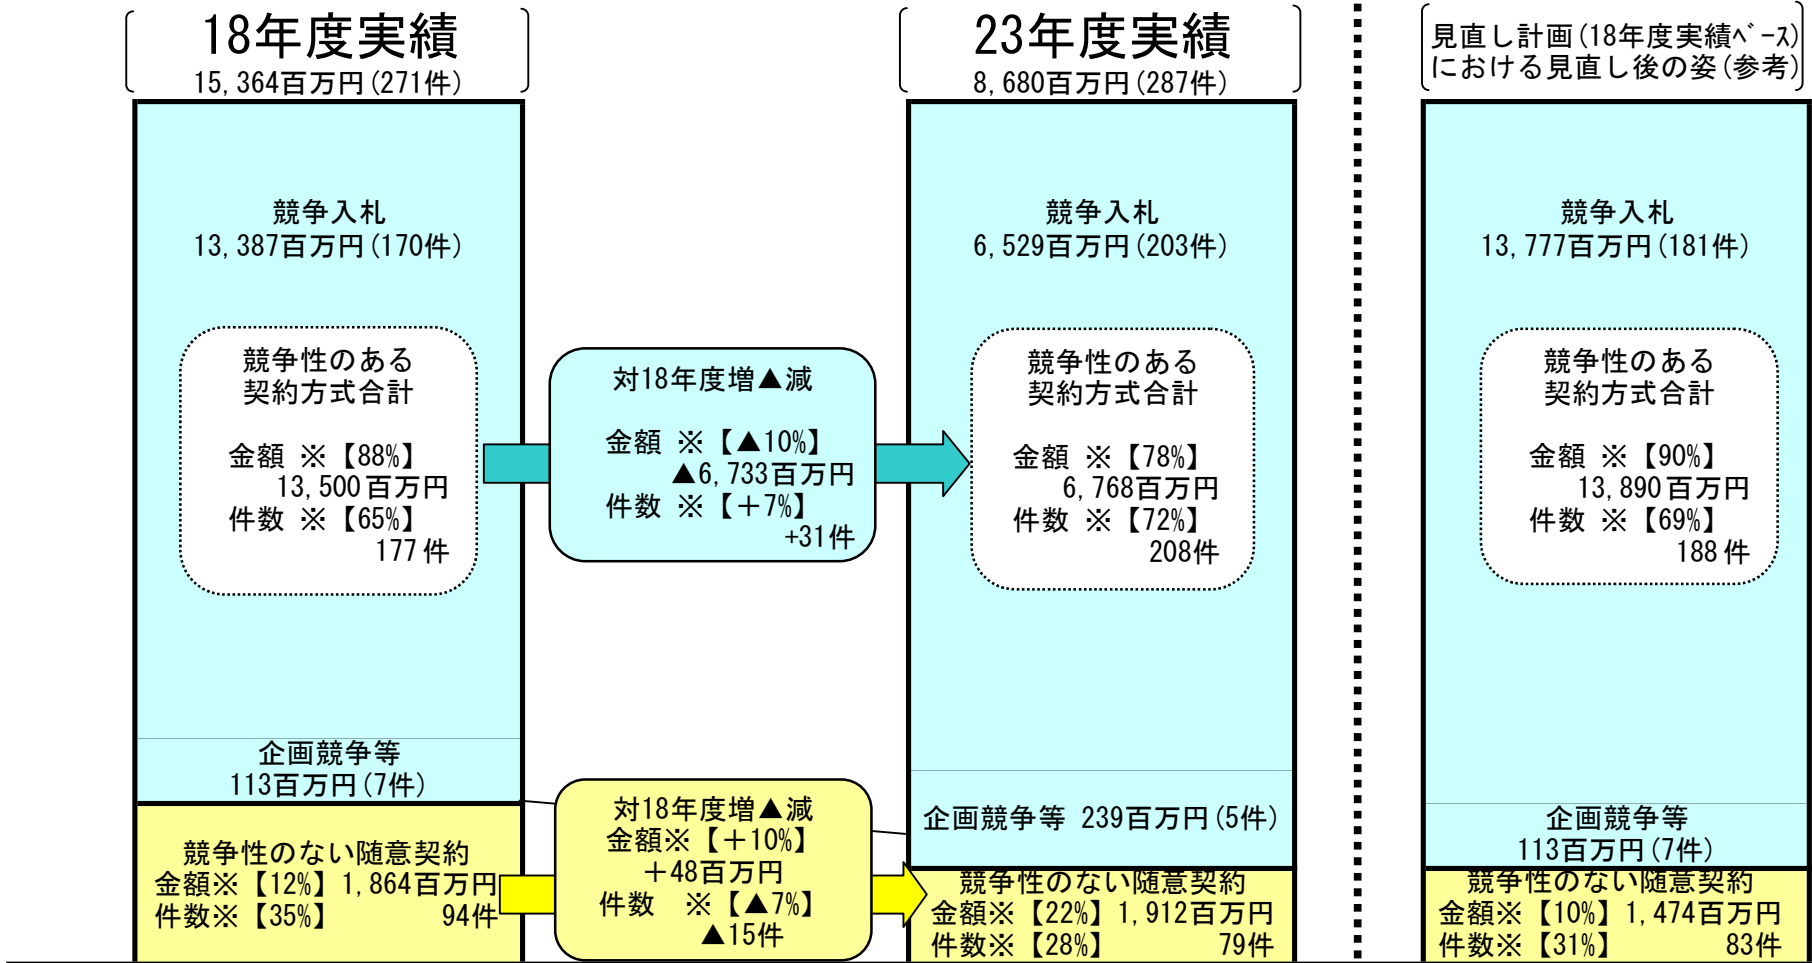 18年度実績
15,364百万円(271件)
競争入札
13,387百万円(170件)
競争性のある
契約方式合計
金額 ※【88%】
13,500百万円
件数 ※【65%】
177件
企画競争等
113百万円(7件)
競争性のない随意契約
金額※【12%】1,864百万円
件数※【35%】 94件
対18年度増▲減
金額 ※【▲10%】
▲6,733百万円
件数 ※【＋7%】
+31件
対18年度増▲減
金額※【＋10%】
＋48百万円
件数 ※【▲7%】
▲15件
23年度実績
8,680百万円(287件)
競争入札
6,529百万円(203件)
競争性のある
契約方式合計
金額 ※【78%】
6,768百万円
件数 ※【72%】
208件
企画競争等 239百万円(5件)
競争性のない随意契約
金額※【22%】1,912百万円
件数※【28%】 79件
見直し計画(18年度実績ﾍﾞｰｽ)
における見直し後の姿(参考)
競争入札
13,777百万円(181件)
競争性のある
契約方式合計
金額 ※【90%】
13,890百万円
件数 ※【69%】
188件
企画競争等
113百万円(7件)
競争性のない随意契約
金額※【10%】1,474百万円
件数※【31%】 83件